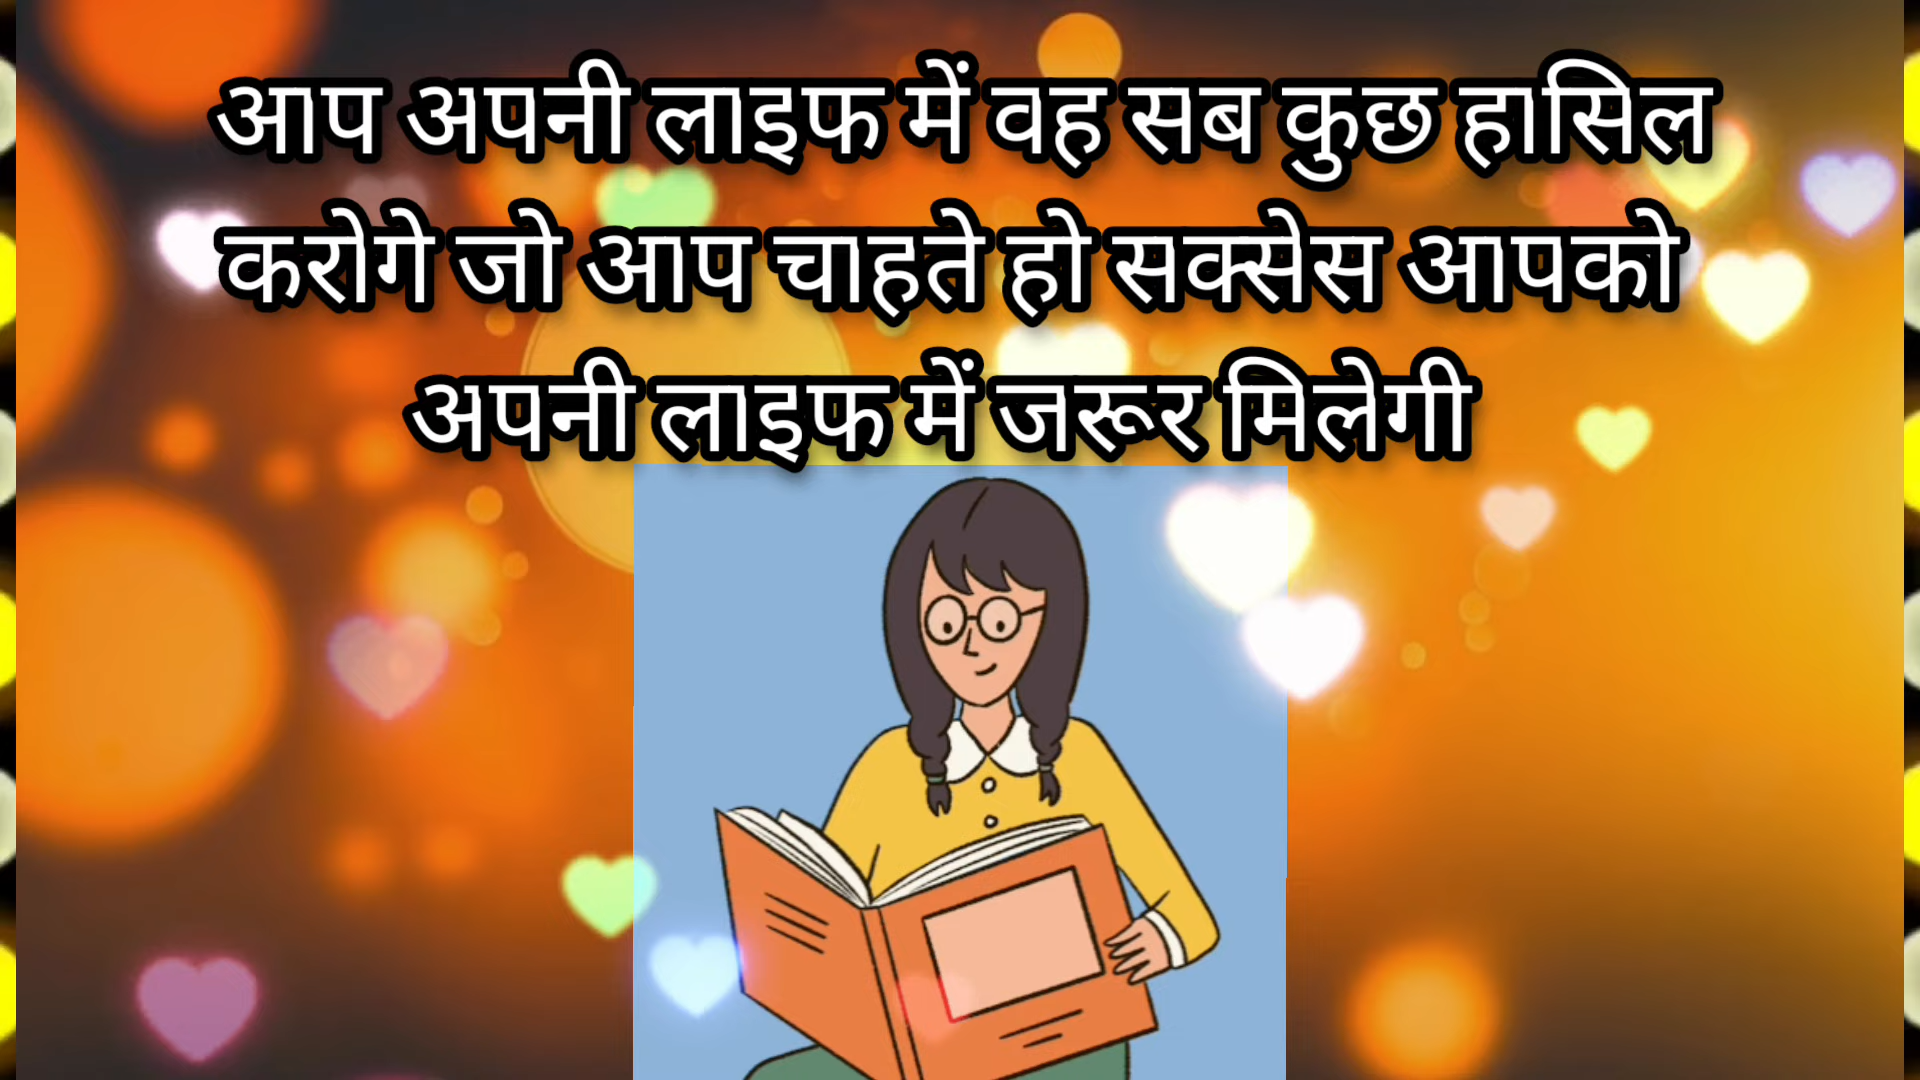 आप अपनी लाइफ में वह सब कुछ हासिल
करोगे जो आप चाहते हो सक्सेस आपको
अपनी लाइफ में जरूर मिलेगी